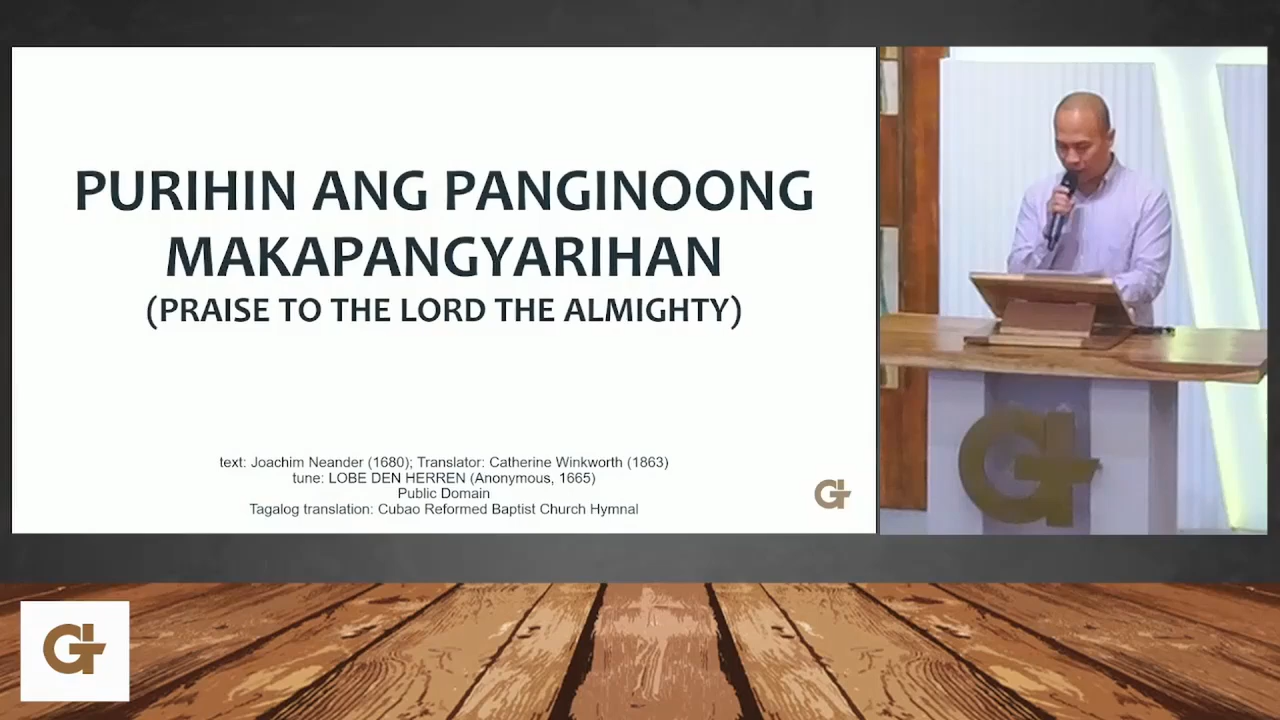 PURIHIN ANG PANGINOONG
MAKAPANGYARIHAN
(PRAISE TO THE LORD THE ALMIGHTY)
text: Joachim Neander (1680); Translator: Catherine Winkworth (1863)
tune: LOBE DEN HERREN (Anonymous, 1665)
Public Domain
Tagalog translation: Cubao Reformed Baptist Church Hymnal